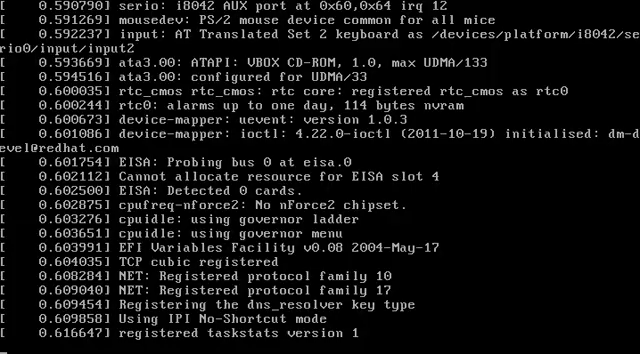 [    0.590790] serio: i8042 AUX port at 0x60,0x64 irq 12
[    0.591269] mousedev: PS/2 mouse device common for all mice
[    0.592237] input: AT Translated Set 2 keyboard as /devices/platform/i8042/se
rio0/input/input2
[    0.593669] ata3.00: ATAPI: VBOX CD-ROM, 1.0, max UDMA/133
[    0.594516] ata3.00: configured for UDMA/33
[    0.600035] rtc_cmos rtc_cmos: rtc core: registered rtc_cmos as rtc0
[    0.600244] rtc0: alarms up to one day, 114 bytes nvram
[    0.600673] device-mapper: uevent: version 1.0.3
[    0.601086] device-mapper: ioctl: 4.22.0-ioctl (2011-10-19) initialised: dm-d
evel@redhat.com
[    0.601754] EISA: Probing bus 0 at eisa.0
[    0.602112] Cannot allocate resource for EISA slot 4
[    0.602500] EISA: Detected 0 cards.
[    0.602875] cpufreq-nforce2: No nForce2 chipset.
[    0.603276] cpuidle: using governor ladder
[    0.603651] cpuidle: using governor menu
[    0.603991] EFI Variables Facility v0.08 2004-May-17
[    0.604035] TCP cubic registered
[    0.608284] NET: Registered protocol family 10
[    0.609040] NET: Registered protocol family 17
[    0.609454] Registering the dns_resolver key type
[    0.609858] Using IPI No-Shortcut mode
[    0.616647] registered taskstats version 1